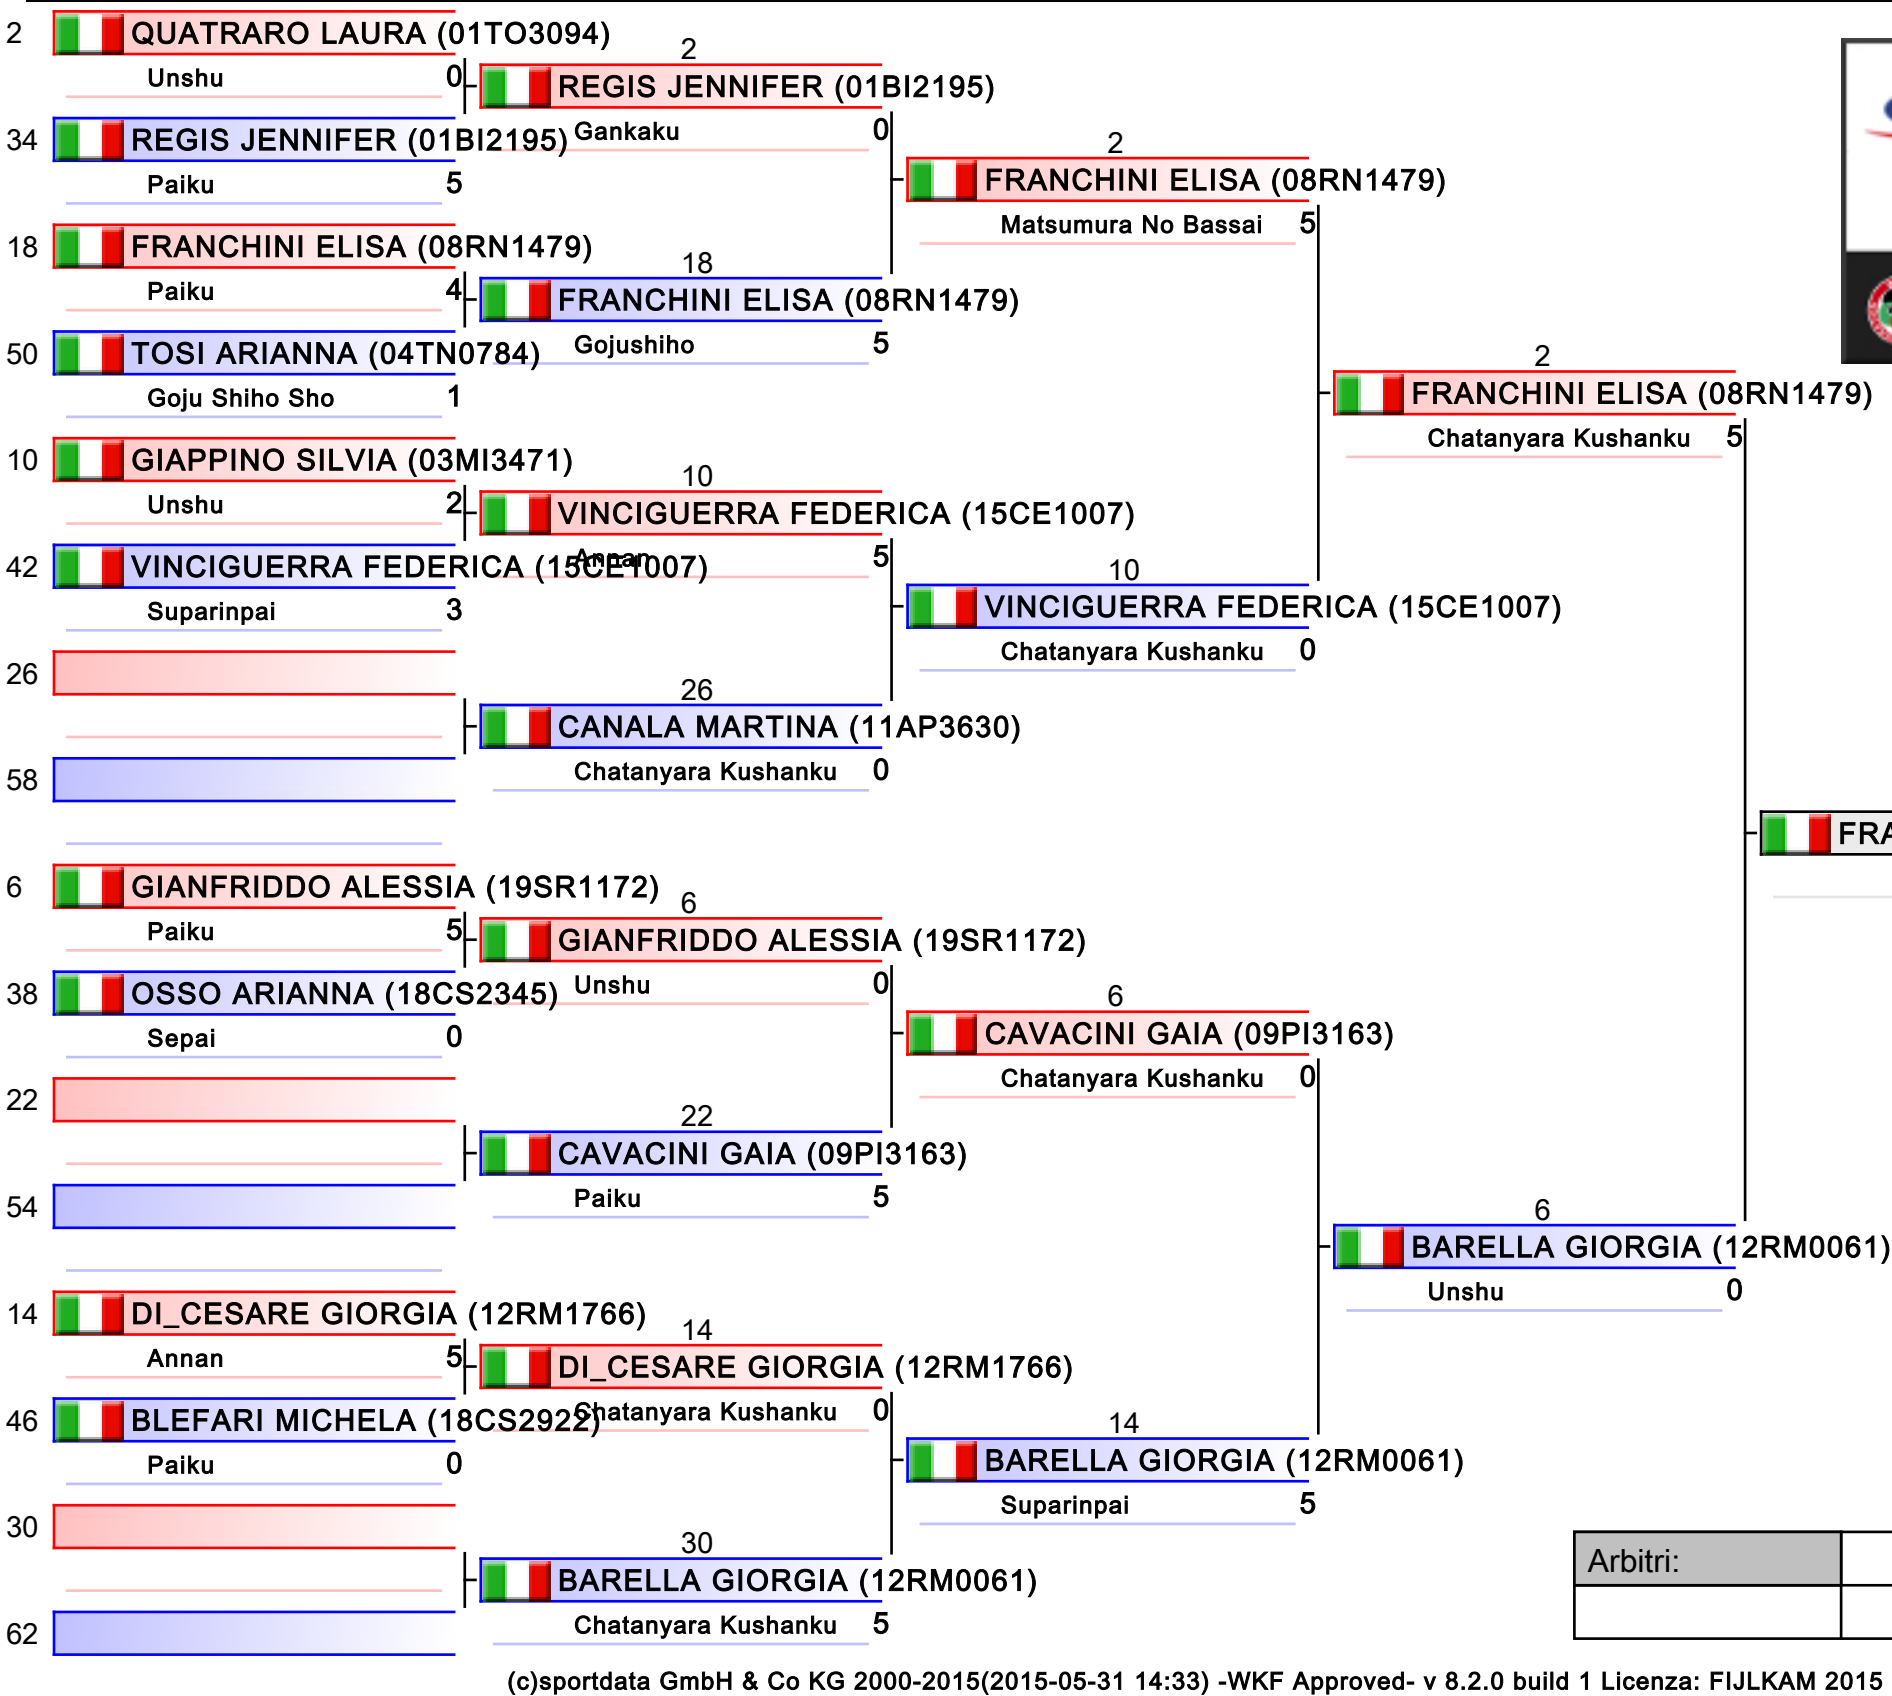 2 QUATRARO LAURA (01TO3094)
Unshu 0
34 REGIS JENNIFER (01BI2195)
Paiku 5
18 FRANCHINI ELISA (08RN1479)
Paiku 4
50 TOSI ARIANNA (04TN0784)
Goju Shiho Sho 1
10 GIAPPINO SILVIA (03MI3471)
Unshu 2
42 VINCIGUERRA FEDERICA (15CE1007)
Suparinpai 3
26
58
6 GIANFRIDDO ALESSIA (19SR1172)
Paiku 5
38 OSSO ARIANNA (18CS2345)
Sepai 0
22
54
14 DI_CESARE GIORGIA (12RM1766)
Annan 5
46 BLEFARI MICHELA (18CS2922)
Paiku 0
30
62
2
REGIS JENNIFER (01BI2195)
Gankaku 0
18
FRANCHINI ELISA (08RN1479)
Gojushiho 5
10
VINCIGUERRA FEDERICA (15CE1007)
Annan 5
26
CANALA MARTINA (11AP3630)
Chatanyara Kushanku 0
6
GIANFRIDDO ALESSIA (19SR1172)
Unshu 0
22
CAVACINI GAIA (09PI3163)
Paiku 5
14
DI_CESARE GIORGIA (12RM1766)
Chatanyara Kushanku 0
30
BARELLA GIORGIA (12RM0061)
Chatanyara Kushanku 5
2
FRANCHINI ELISA (08RN1479)
Matsumura No Bassai 5
10
VINCIGUERRA FEDERICA (15CE1007)
Chatanyara Kushanku 0
6
CAVACINI GAIA (09PI3163)
Chatanyara Kushanku 0
14
BARELLA GIORGIA (12RM0061)
Suparinpai 5
2
FRANCHINI ELISA (08RN1479)
Chatanyara Kushanku 5
6
BARELLA GIORGIA (12RM0061)
Unshu 0
FRA
Arbitri:
(c)sportdata GmbH & Co KG 2000-2015(2015-05-31 14:33) -WKF Approved- v 8.2.0 build 1 Licenza: FIJLKAM 2015